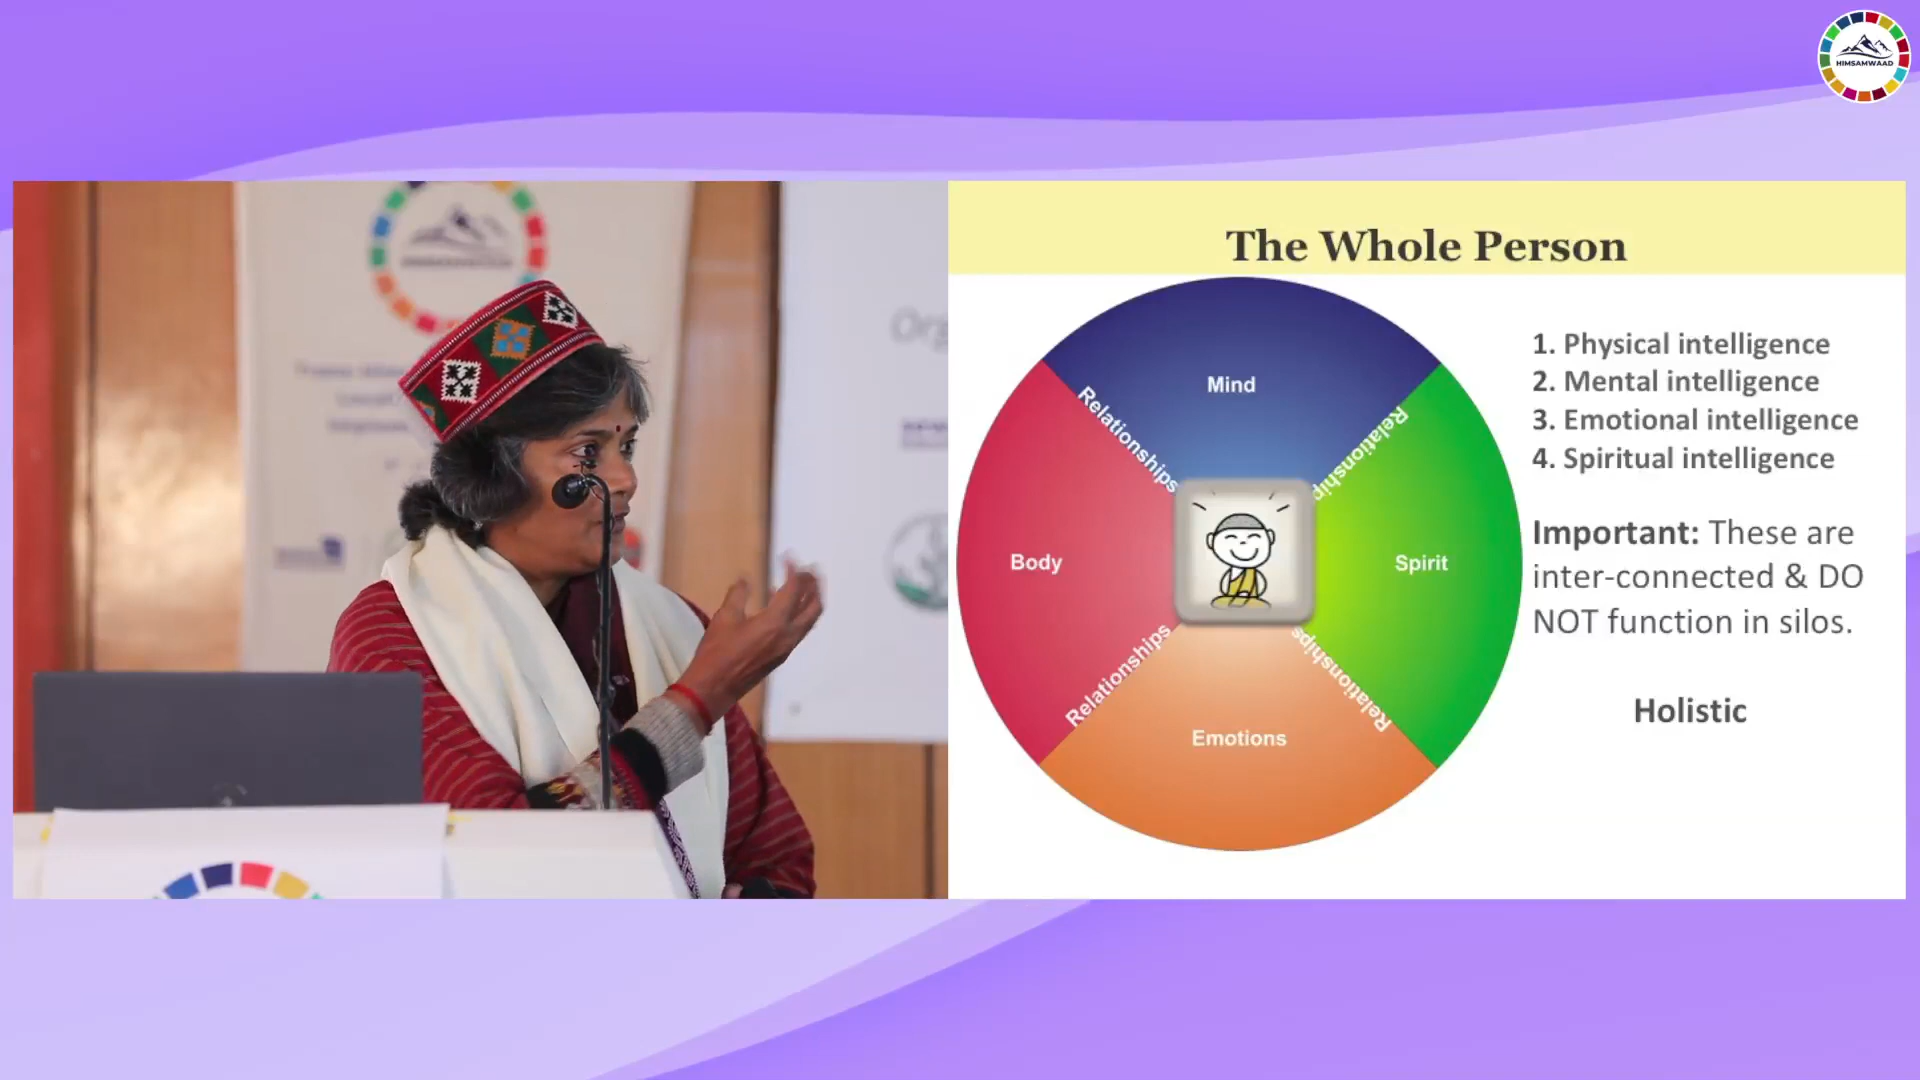 HIMSAMWAAD
The Whole Person
Mind
Relationships
Relationships
Body
Spirit
Relationships
Relationships
Emotions
1. Physical intelligence
2. Mental intelligence
3. Emotional intelligence
4. Spiritual intelligence
Important: These are
inter-connected & DO
NOT function in silos.
Holistic